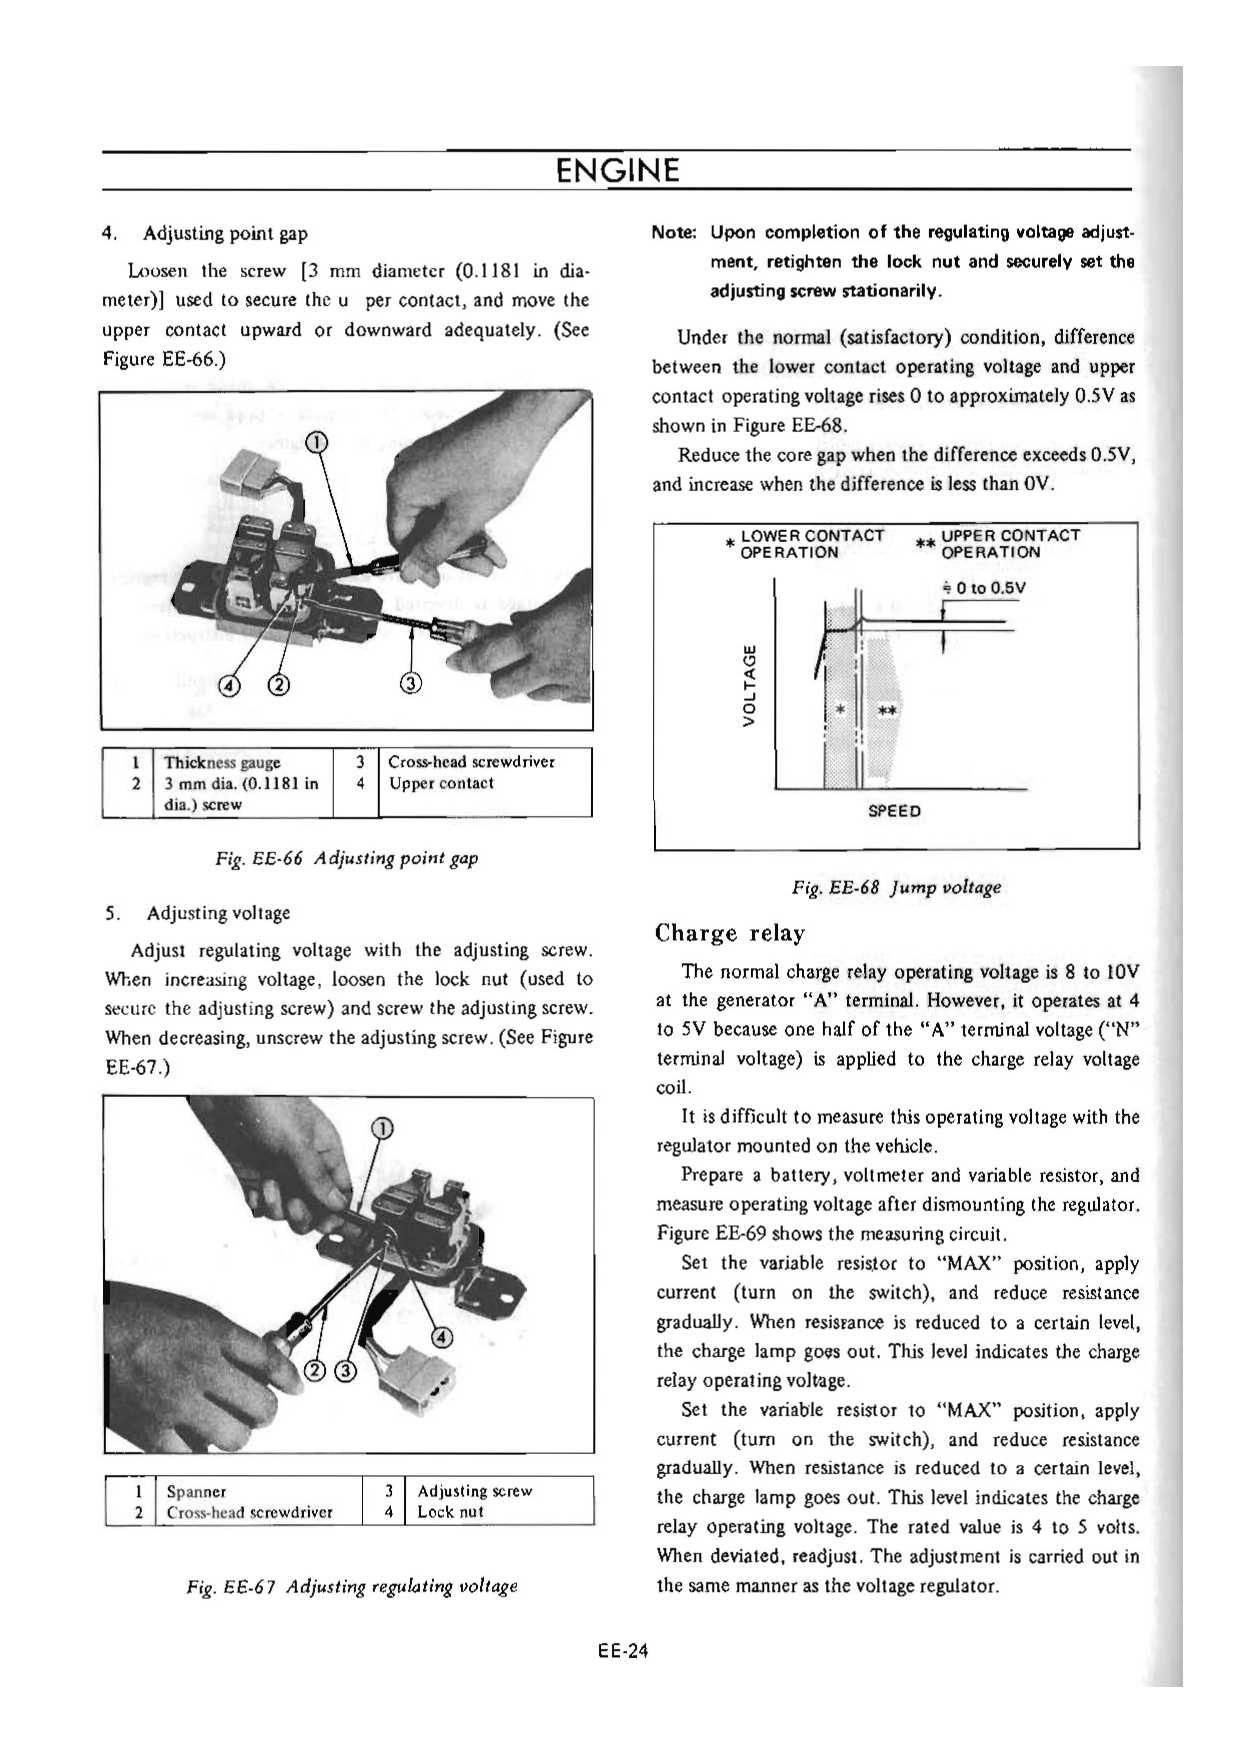 ENGINE
4. Adjusting point gap
Loosen the screw [3 mm diameter (0.1181 in dia-
meter)] used to secure the u per contact, and move the
upper contact upward or downward adequately. (See
Figure EE-66.)
1
4 2 3
1 Thickness gauge 3 Cross-head screwdriver
2 3 mm dia. (0.1181 in 4 Upper contact
dia.) screw
Fig. EE-66 Adjusting point gap
5. Adjusting voltage
Adjust regulating voltage with the adjusting screw.
When increasing voltage, loosen the lock nut (used to
secure the adjusting screw) and screw the adjusting screw.
When decreasing, unscrew the adjusting screw. (See Figure
EE-67.)
1
4
2 3
1 Spanner 3 Adjusting screw
2 Cross-head screwdriver 4 Lock nut
Fig. EE-67 Adjusting regulating voltage
Note: Upon completion of the regulating voltage adjust-
ment, retighten the lock nut and securely set the
adjusting screw stationarily.
Under the normal (satisfactory) condition, difference
between the lower contact operating voltage and upper
contact operating voltage rises 0 to approximately 0.5V as
shown in Figure EE-68.
Reduce the core gap when the difference exceeds 0.5V,
and increase when the difference is less than 0V.
* LOWER CONTACT ** UPPER CONTACT
OPERATION OPERATION
≒ 0 to 0.5V
VOLTAGE
* **
SPEED
Fig. EE-68 Jump voltage
Charge relay
The normal charge relay operating voltage is 8 to 10V
at the generator “A” terminal. However, it operates at 4
to 5V because one half of the “A” terminal voltage (“N”
terminal voltage) is applied to the charge relay voltage
coil.
It is difficult to measure this operating voltage with the
regulator mounted on the vehicle.
Prepare a battery, voltmeter and variable resistor, and
measure operating voltage after dismounting the regulator.
Figure EE-69 shows the measuring circuit.
Set the variable resistor to “MAX” position, apply
current (turn on the switch), and reduce resistance
gradually. When resisrance is reduced to a certain level,
the charge lamp goes out. This level indicates the charge
relay operating voltage.
Set the variable resistor to “MAX” position, apply
current (turn on the switch), and reduce resistance
gradually. When resistance is reduced to a certain level,
the charge lamp goes out. This level indicates the charge
relay operating voltage. The rated value is 4 to 5 volts.
When deviated, readjust. The adjustment is carried out in
the same manner as the voltage regulator.
EE-24